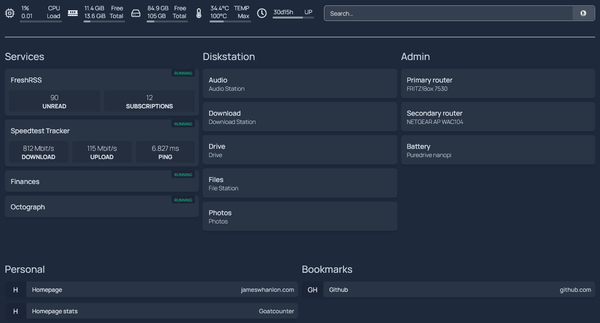 1% CPU
0.01 Load
11.4 GiB Free
13.6 GiB Total
84.9 GB Free
105 GB Total
34.4°C TEMP
100°C Max
30d15h UP
Search...
Services
FreshRSS
RUNNING
90
UNREAD
12
SUBSCRIPTIONS
Speedtest Tracker
RUNNING
812 Mbit/s
DOWNLOAD
115 Mbit/s
UPLOAD
6.827 ms
PING
Finances
RUNNING
Octograph
RUNNING
Diskstation
Audio
Audio Station
Download
Download Station
Drive
Drive
Files
File Station
Photos
Photos
Admin
Primary router
FRITZ!Box 7530
Secondary router
NETGEAR AP WAC104
Battery
Puredrive nanopi
Personal
H Homepage jameswhanlon.com
H Homepage stats Goatcounter
Bookmarks
GH Github github.com